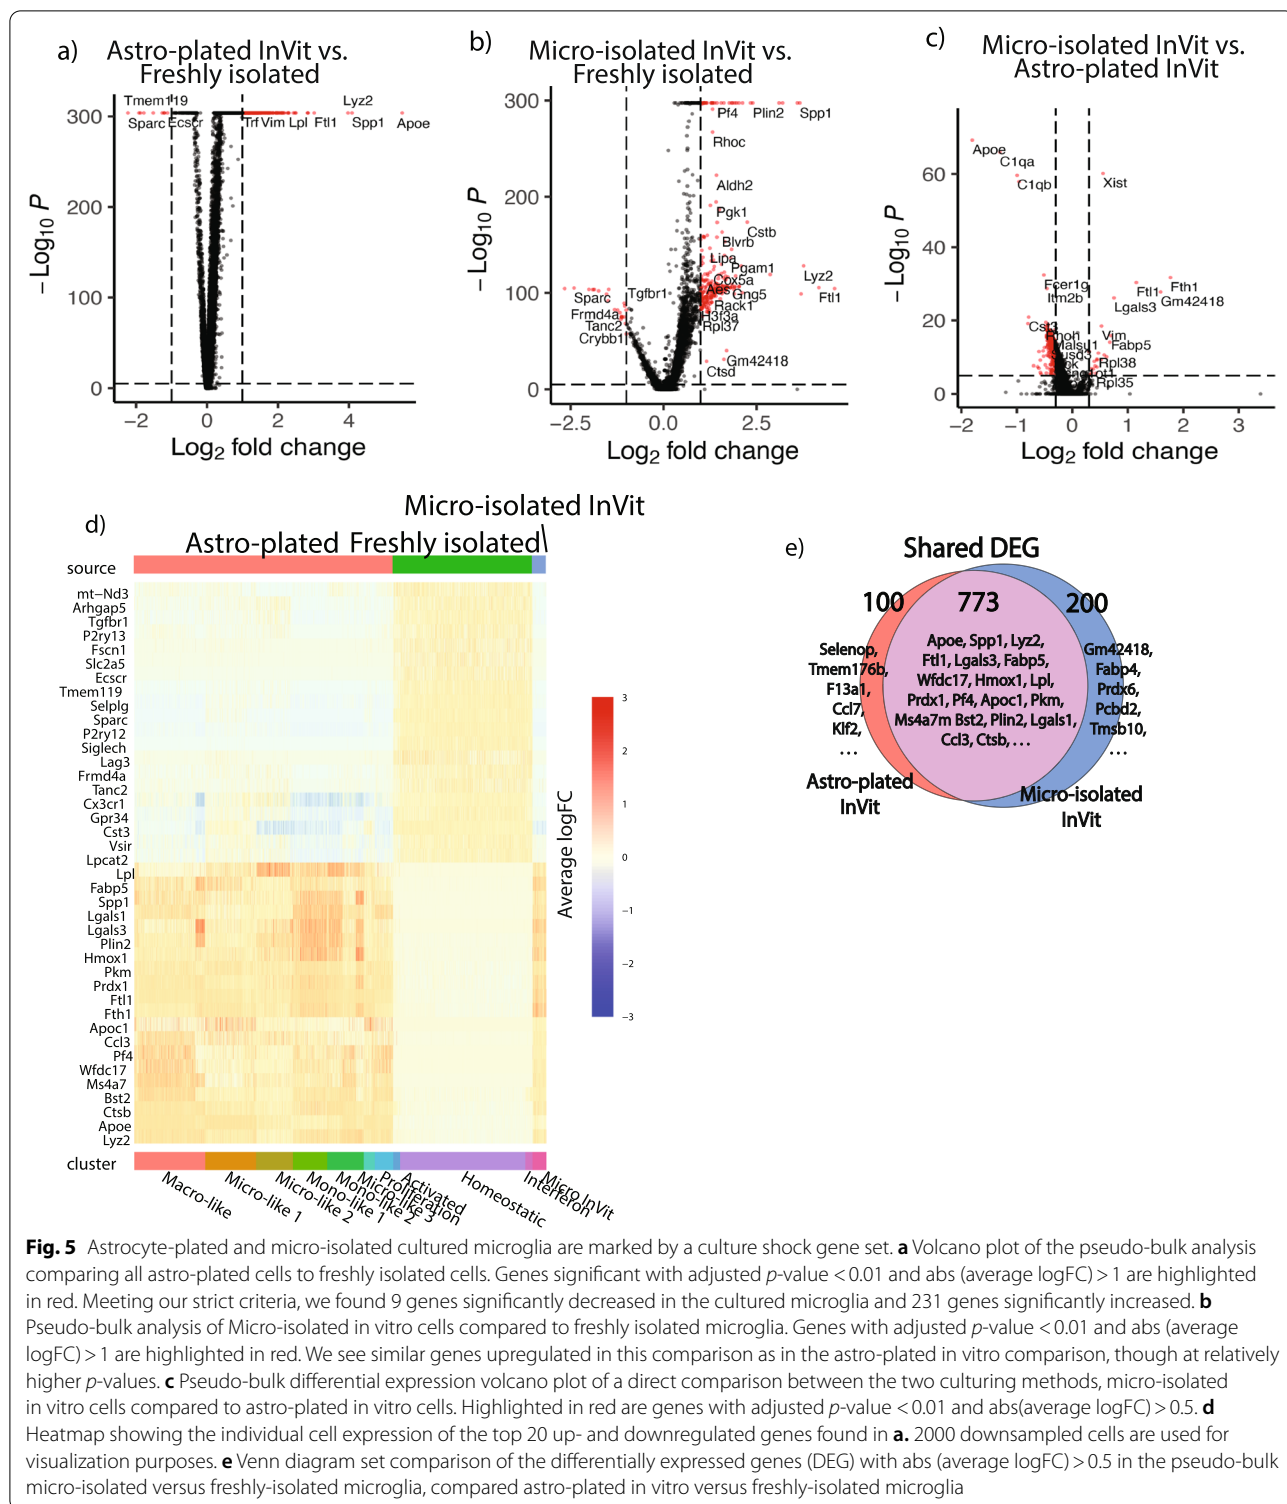 a)
Astro-plated InVit vs.
Freshly isolated
Tmem119
Lyz2
Sparc
Ecscr
Trf
Vim
Lpl
Ftl1
Spp1
Apoe
300
200
100
0
−Log10 P
−2
0
2
4
Log2 fold change
b)
Micro-isolated InVit vs.
Freshly isolated
Pf4
Plin2
Spp1
Rhoc
Aldh2
Pgk1
Cstb
Blvrb
Lipa
Pgam1
Lyz2
Cox5a
Aes
Gng5
Ftl1
Rack1
H3f3a
Rpl37
Tgfbr1
Sparc
Frmd4a
Tanc2
Crybb1
Gm42418
Ctsd
300
200
100
0
−Log10 P
−2.5
0.0
2.5
Log2 fold change
c)
Micro-isolated InVit vs.
Astro-plated InVit
Apoe
C1qa
C1qb
Xist
Fcer1g
Itm2b
Fth1
Ftl1
Gm42418
Lgals3
Cst3
Rhoh
Vim
Malsu1
Fabp5
Susd3
Rpl38
Rpl35
60
40
20
0
−Log10 P
−2
−1
0
1
2
3
Log2 fold change
d)
Micro-isolated InVit
Astro-plated
Freshly isolated
source
mt−Nd3
Arhgap5
Tgfbr1
P2ry13
Fscn1
Slc2a5
Ecscr
Tmem119
Selplg
Sparc
P2ry12
Siglech
Lag3
Frmd4a
Tanc2
Cx3cr1
Gpr34
Cst3
Vsir
Lpcat2
Lpl
Fabp5
Spp1
Lgals1
Lgals3
Plin2
Hmox1
Pkm
Prdx1
Ftl1
Fth1
Apoc1
Ccl3
Pf4
Wfdc17
Ms4a7
Bst2
Ctsb
Apoe
Lyz2
cluster
Macro-like
Micro-like 1
Micro-like 2
Mono-like 1
Mono-like 2
Micro-like 3
Proliferation
Activated
Homeostatic
Interferon
Micro InVit
Average logFC
3
2
1
0
−1
−2
−3
e)
Shared DEG
100
773
200
Selenop,
Tmem176b,
F13a1,
Ccl7,
Klf2,
...
Apoe, Spp1, Lyz2,
Ftl1, Lgals3, Fabp5,
Wfdc17, Hmox1, Lpl,
Prdx1, Pf4, Apoc1, Pkm,
Ms4a7m Bst2, Plin2, Lgals1,
Ccl3, Ctsb, ...
Gm42418,
Fabp4,
Prdx6,
Pcbd2,
Tmsb10,
...
Astro-plated
InVit
Micro-isolated
InVit
Fig. 5 Astrocyte-plated and micro-isolated cultured microglia are marked by a culture shock gene set. a Volcano plot of the pseudo-bulk analysis
comparing all astro-plated cells to freshly isolated cells. Genes significant with adjusted p-value < 0.01 and abs (average logFC) > 1 are highlighted
in red. Meeting our strict criteria, we found 9 genes significantly decreased in the cultured microglia and 231 genes significantly increased. b
Pseudo-bulk analysis of Micro-isolated in vitro cells compared to freshly isolated microglia. Genes with adjusted p-value < 0.01 and abs (average
logFC) > 1 are highlighted in red. We see similar genes upregulated in this comparison as in the astro-plated in vitro comparison, though at relatively
higher p-values. c Pseudo-bulk differential expression volcano plot of a direct comparison between the two culturing methods, micro-isolated
in vitro cells compared to astro-plated in vitro cells. Highlighted in red are genes with adjusted p-value < 0.01 and abs(average logFC) > 0.5. d
Heatmap showing the individual cell expression of the top 20 up- and downregulated genes found in a. 2000 downsampled cells are used for
visualization purposes. e Venn diagram set comparison of the differentially expressed genes (DEG) with abs (average logFC) > 0.5 in the pseudo-bulk
micro-isolated versus freshly-isolated microglia, compared astro-plated in vitro versus freshly-isolated microglia